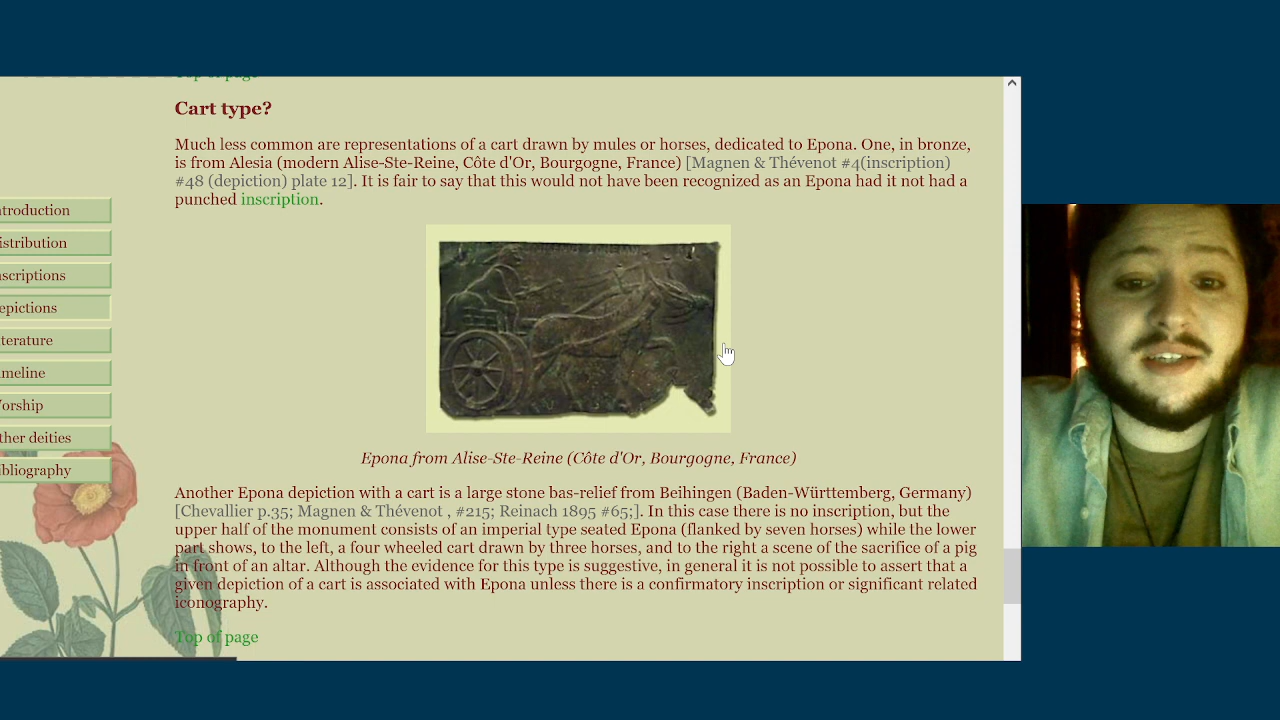 Top of page
Cart type?
Much less common are representations of a cart drawn by mules or horses, dedicated to Epona. One, in bronze,
is from Alesia (modern Alise-Ste-Reine, Côte d'Or, Bourgogne, France) [Magnen & Thévenot #4(inscription)
#48 (depiction) plate 12]. It is fair to say that this would not have been recognized as an Epona had it not had a
punched inscription.
Epona from Alise-Ste-Reine (Côte d'Or, Bourgogne, France)
Another Epona depiction with a cart is a large stone bas-relief from Beihingen (Baden-Württemberg, Germany)
[Chevallier p.35; Magnen & Thévenot , #215; Reinach 1895 #65;]. In this case there is no inscription, but the
upper half of the monument consists of an imperial type seated Epona (flanked by seven horses) while the lower
part shows, to the left, a four wheeled cart drawn by three horses, and to the right a scene of the sacrifice of a pig
in front of an altar. Although the evidence for this type is suggestive, in general it is not possible to assert that a
given depiction of a cart is associated with Epona unless there is a confirmatory inscription or significant related
iconography.
Top of page
ntroduction
istribution
nscriptions
epictions
terature
meline
Vorship
ther deities
ibliography